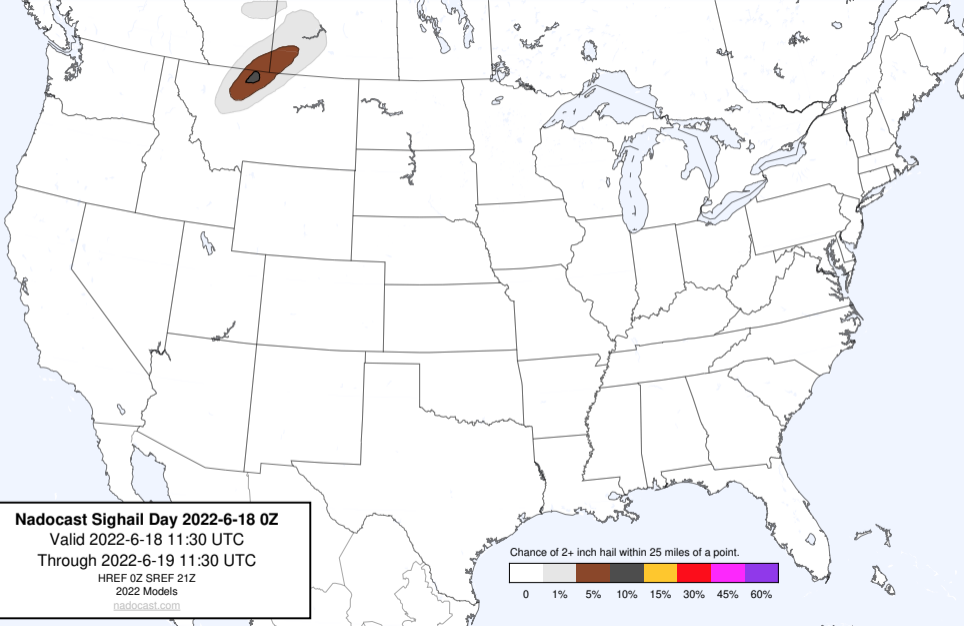 Nadocast Sighail Day 2022-6-18 0Z
Valid 2022-6-18 11:30 UTC
Through 2022-6-19 11:30 UTC
HREF 0Z SREF 21Z
2022 Models
nadocast.com
Chance of 2+ inch hail within 25 miles of a point.
0 1% 5% 10% 15% 30% 45% 60%